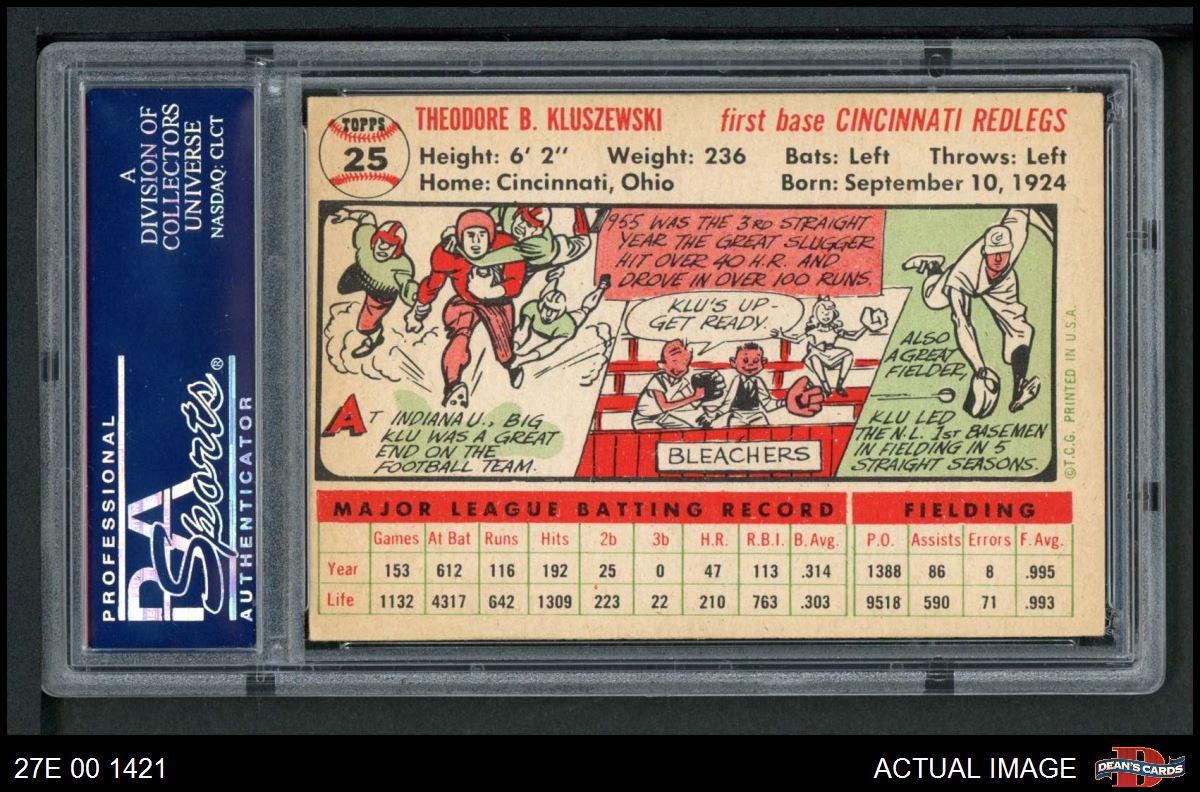 A
DIVISION OF
COLLECTORS
UNIVERSE
NASDAQ: CLCT
PROFESSIONAL
PSA
Sports®
AUTHENTICATOR
TOPPS
25
THEODORE B. KLUSZEWSKI first base CINCINNATI REDLEGS
Height: 6' 2" Weight: 236 Bats: Left Throws: Left
Home: Cincinnati, Ohio Born: September 10, 1924
AT INDIANA U., BIG
KLU WAS A GREAT
END ON THE
FOOTBALL TEAM.
1955 WAS THE 3RD STRAIGHT
YEAR THE GREAT SLUGGER
HIT OVER 40 H.R. AND
DROVE IN OVER 100 RUNS.
KLU'S UP-
GET READY.
BLEACHERS
ALSO
A GREAT
FIELDER,
KLU LED
THE N.L. 1ST BASEMEN
IN FIELDING IN 5
STRAIGHT SEASONS.
©T.C.G. PRINTED IN U.S.A.
MAJOR LEAGUE BATTING RECORD FIELDING
Games At Bat Runs Hits 2b 3b H.R. R.B.I. B.Avg. P.O. Assists Errors F.Avg.
Year 153 612 116 192 25 0 47 113 .314 1388 86 8 .995
Life 1132 4317 642 1309 223 22 210 763 .303 9518 590 71 .993
27E 00 1421
ACTUAL IMAGE
DEAN'S CARDS